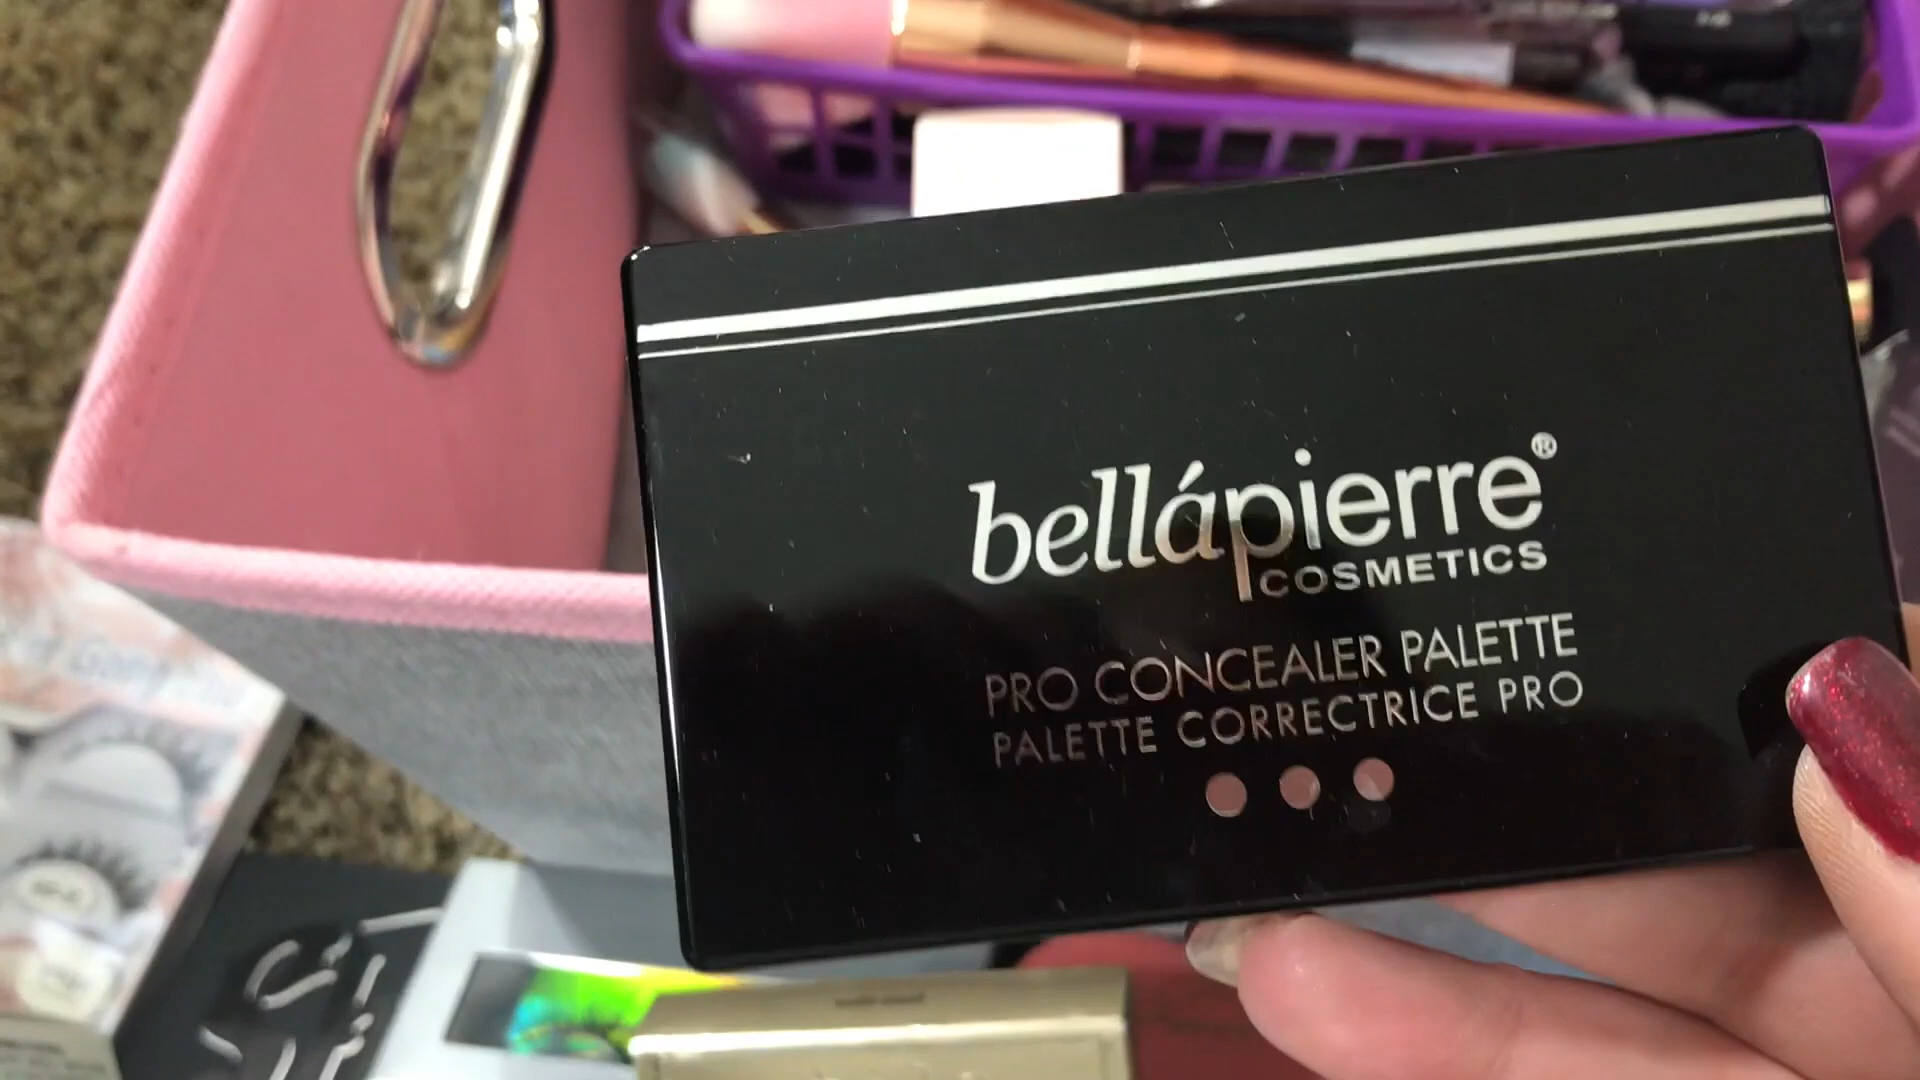 bellápierre®
COSMETICS
PRO CONCEALER PALETTE
PALETTE CORRECTRICE PRO